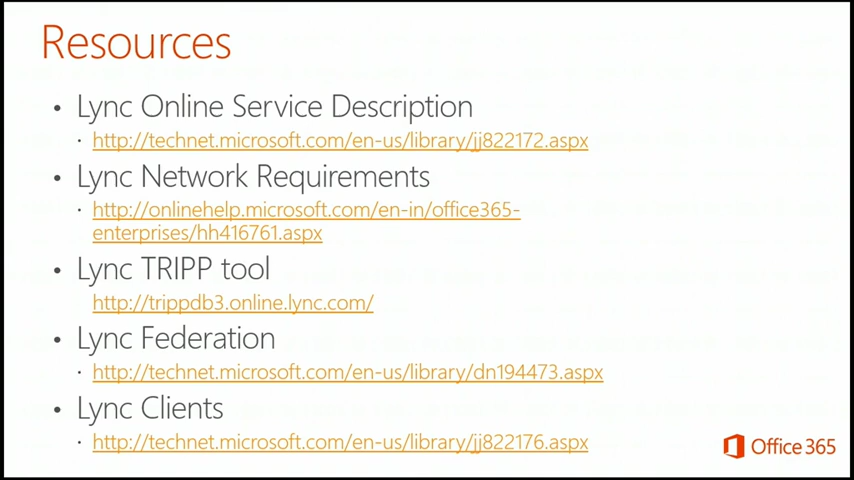 Resources
• Lync Online Service Description
· http://technet.microsoft.com/en-us/library/jj822172.aspx
• Lync Network Requirements
· http://onlinehelp.microsoft.com/en-in/office365-
enterprises/hh416761.aspx
• Lync TRIPP tool
http://trippdb3.online.lync.com/
• Lync Federation
· http://technet.microsoft.com/en-us/library/dn194473.aspx
• Lync Clients
· http://technet.microsoft.com/en-us/library/jj822176.aspx
Office 365